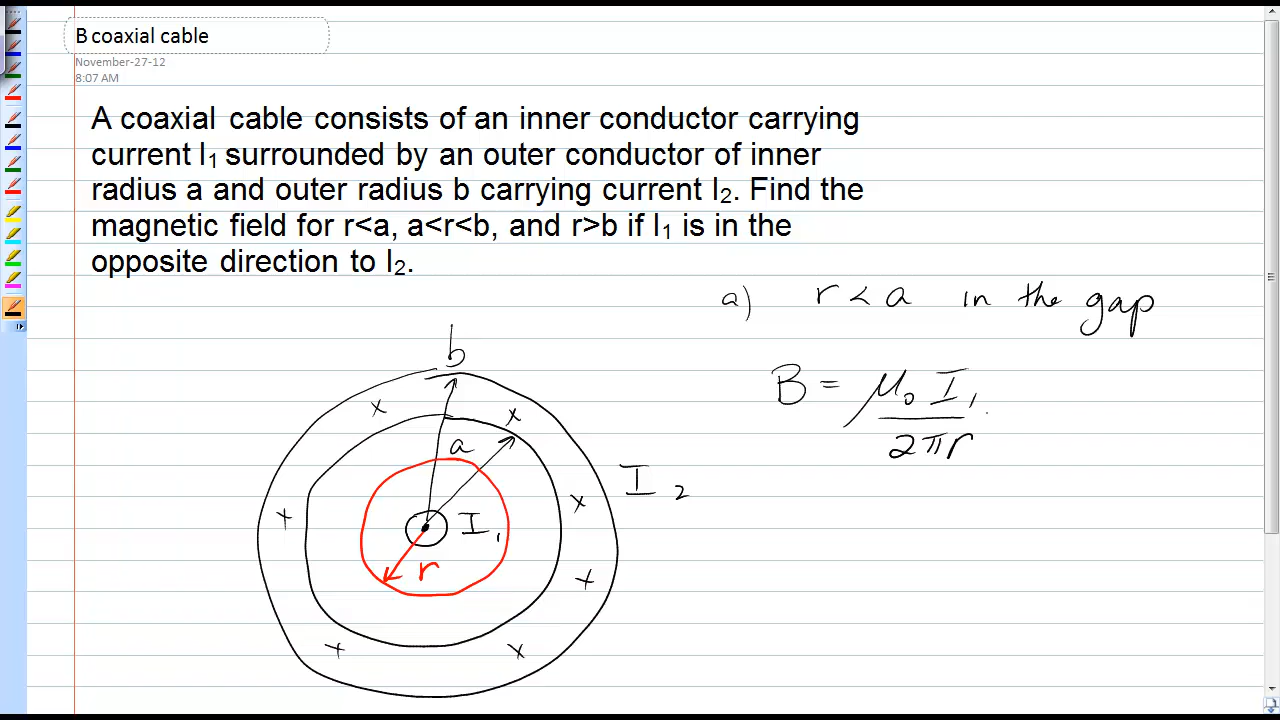 B coaxial cable
November-27-12
8:07 AM
A coaxial cable consists of an inner conductor carrying
current I₁ surrounded by an outer conductor of inner
radius a and outer radius b carrying current I₂. Find the
magnetic field for r<a, a<r<b, and r>b if I₁ is in the
opposite direction to I₂.
a) r < a in the gap
B = μ₀ I₁
2πr
b
x x
a
I₂
x x
I₁
r
x
x x